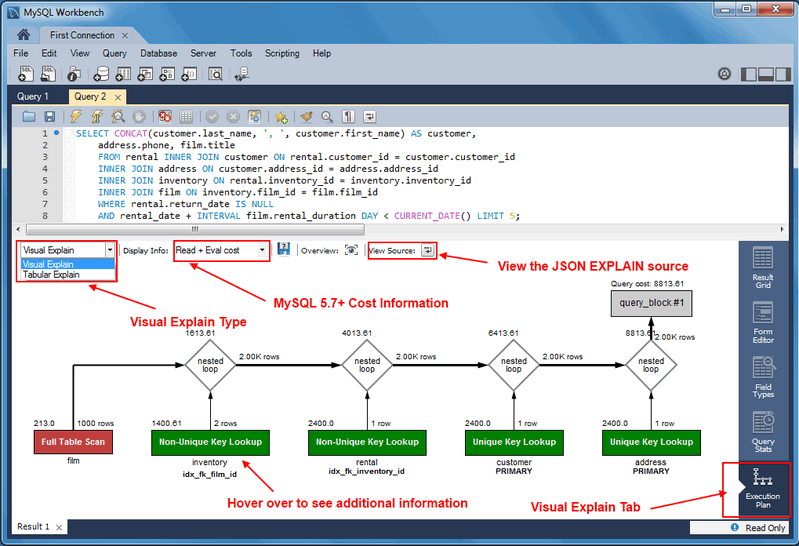 MySQL Workbench
First Connection
File Edit View Query Database Server Tools Scripting Help
Query 1 Query 2
1 SELECT CONCAT(customer.last_name, ', ', customer.first_name) AS customer,
2 address.phone, film.title
3 FROM rental INNER JOIN customer ON rental.customer_id = customer.customer_id
4 INNER JOIN address ON customer.address_id = address.address_id
5 INNER JOIN inventory ON rental.inventory_id = inventory.inventory_id
6 INNER JOIN film ON inventory.film_id = film.film_id
7 WHERE rental.return_date IS NULL
8 AND rental_date + INTERVAL film.rental_duration DAY < CURRENT_DATE() LIMIT 5;
Visual Explain Display Info: Read + Eval cost Overview: View Source:
Visual Explain
Tabular Explain
View the JSON EXPLAIN source
MySQL 5.7+ Cost Information
Visual Explain Type
Query cost: 8813.61
query_block #1
1613.61 4013.61 6413.61 8813.61
2.00K rows
nested
loop
2.00K rows
nested
loop
2.00K rows
nested
loop
2.00K rows
nested
loop
213.0 1000 rows
Full Table Scan
film
1400.61 2 rows
Non-Unique Key Lookup
inventory
idx_fk_film_id
2400.0 1 row
Non-Unique Key Lookup
rental
idx_fk_inventory_id
2400.0 1 row
Unique Key Lookup
customer
PRIMARY
2400.0 1 row
Unique Key Lookup
address
PRIMARY
Hover over to see additional information
Visual Explain Tab
Result
Grid
Form
Editor
Field
Types
Query
Stats
Execution
Plan
Result 1
Read Only